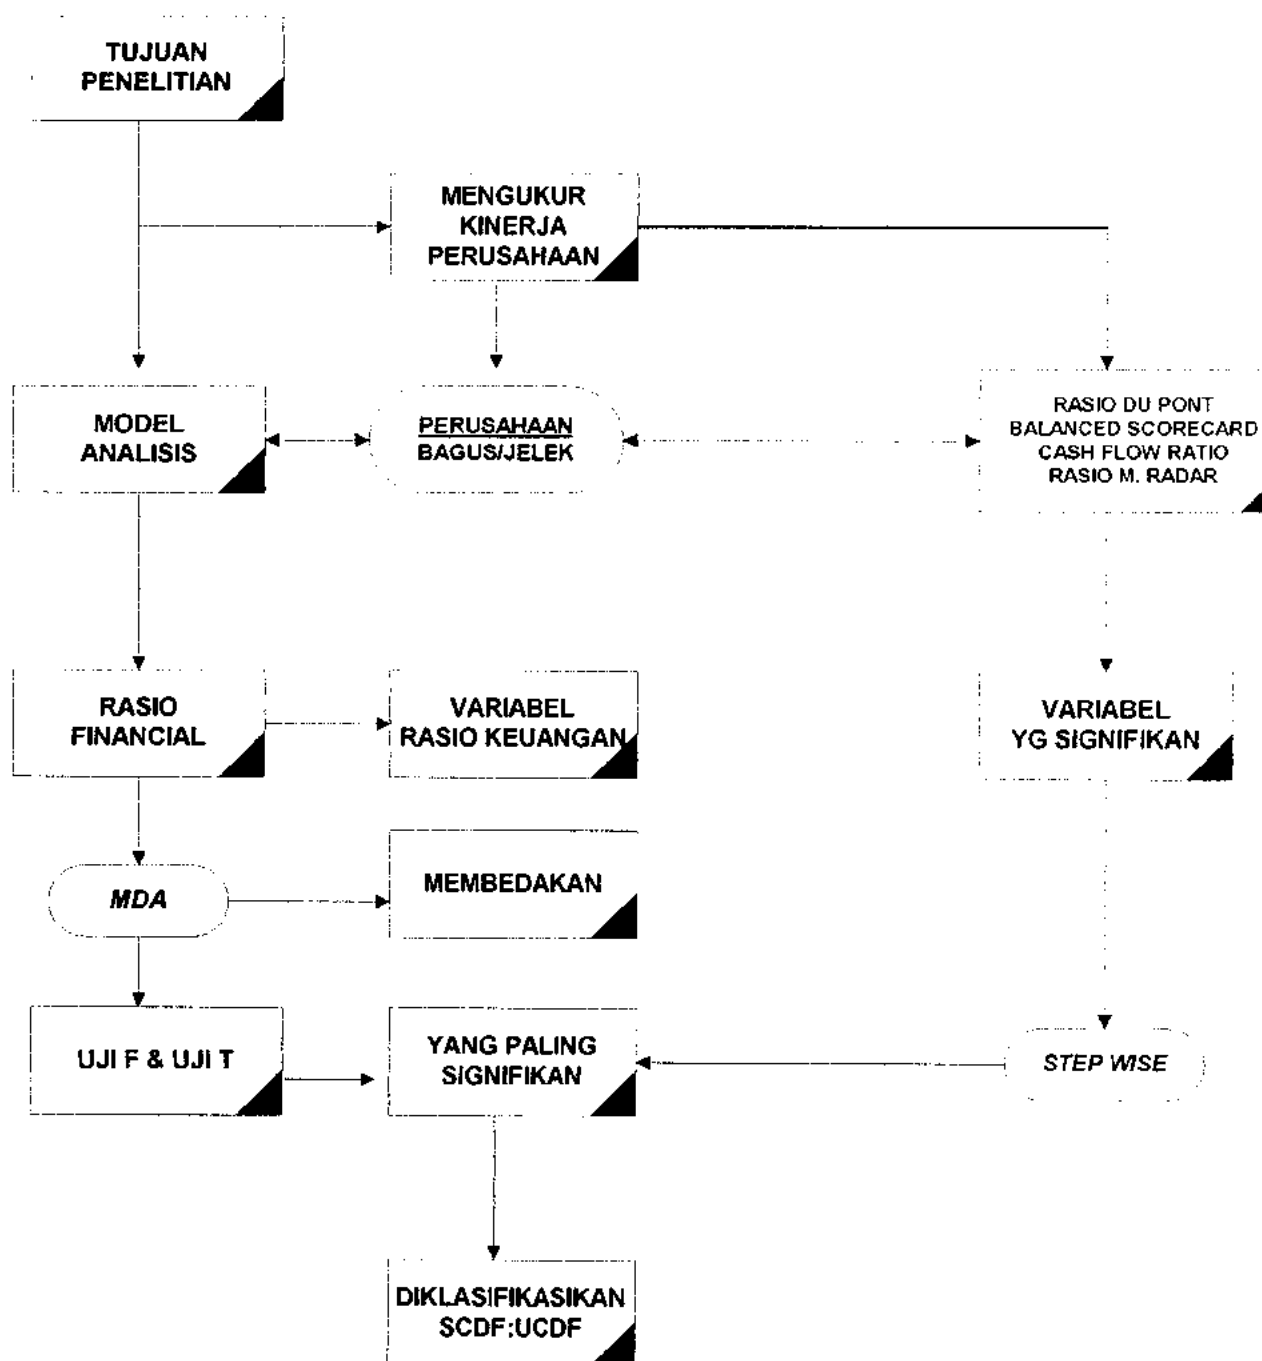 TUJUAN
PENELITIAN
MENGUKUR
KINERJA
PERUSAHAAN
MODEL
ANALISIS
PERUSAHAAN
BAGUS/JELEK
RASIO DU PONT
BALANCED SCORECARD
CASH FLOW RATIO
RASIO M. RADAR
RASIO
FINANCIAL
VARIABEL
RASIO KEUANGAN
VARIABEL
YG SIGNIFIKAN
MDA
MEMBEDAKAN
UJI F & UJI T
YANG PALING
SIGNIFIKAN
STEP WISE
DIKLASIFIKASIKAN
SCDF:UCDF